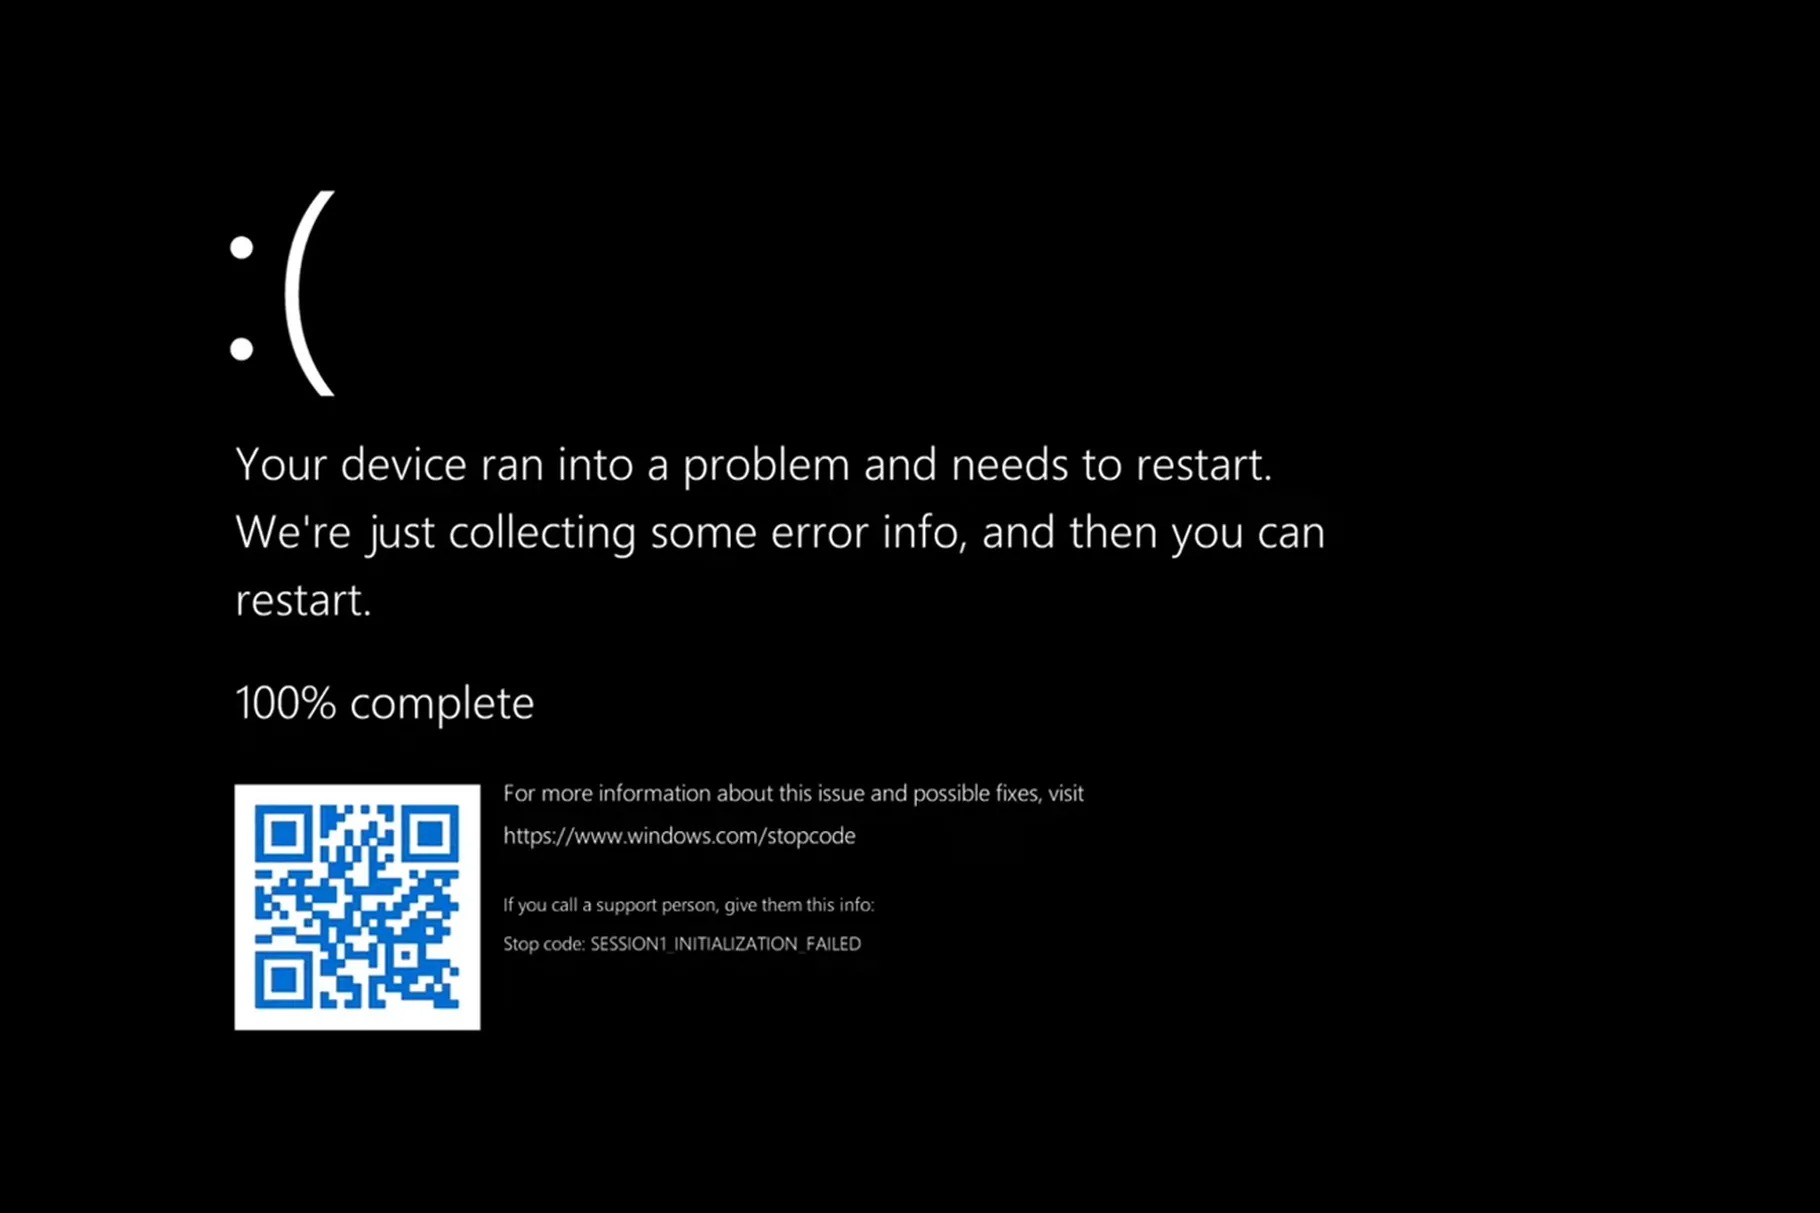 :(
Your device ran into a problem and needs to restart.
We're just collecting some error info, and then you can
restart.
100% complete
For more information about this issue and possible fixes, visit
https://www.windows.com/stopcode
If you call a support person, give them this info:
Stop code: SESSION1_INITIALIZATION_FAILED